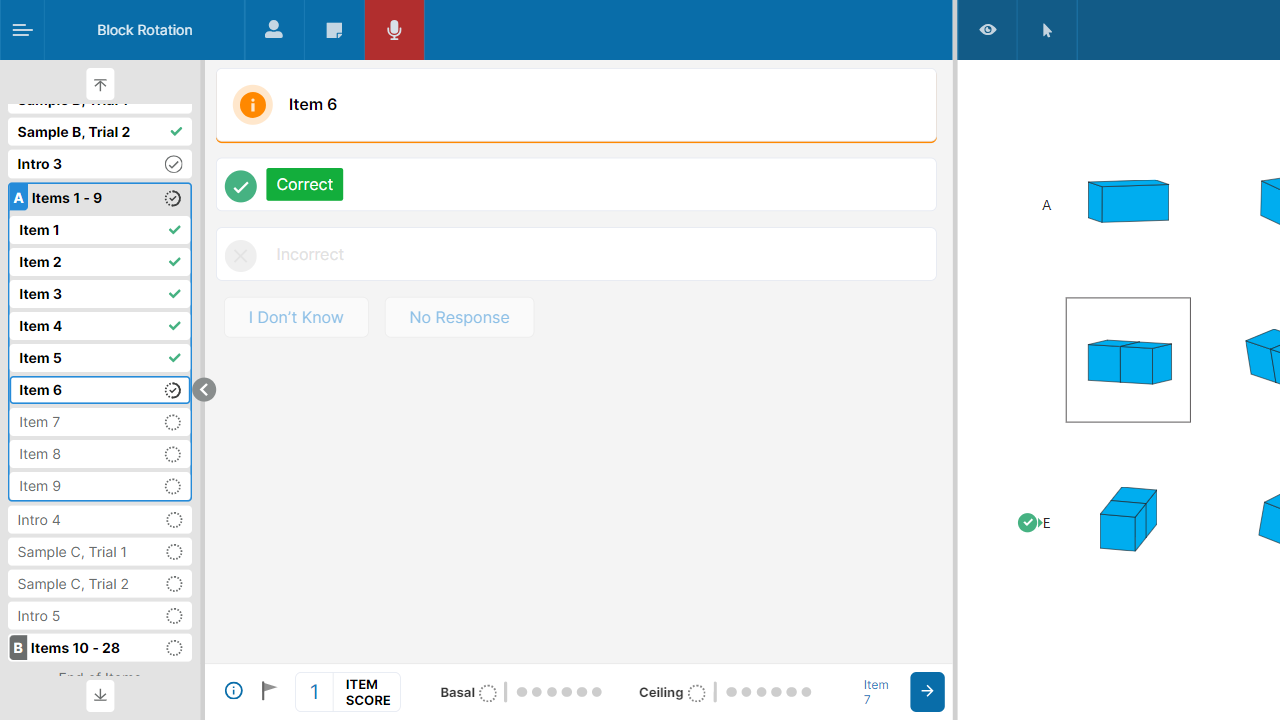 Block Rotation
Sample B, Trial 2
Intro 3
A Items 1 - 9
Item 1
Item 2
Item 3
Item 4
Item 5
Item 6
Item 7
Item 8
Item 9
Intro 4
Sample C, Trial 1
Sample C, Trial 2
Intro 5
B Items 10 - 28
Item 6
Correct
Incorrect
I Don't Know
No Response
1
ITEM
SCORE
Basal
Ceiling
Item
7
A
E